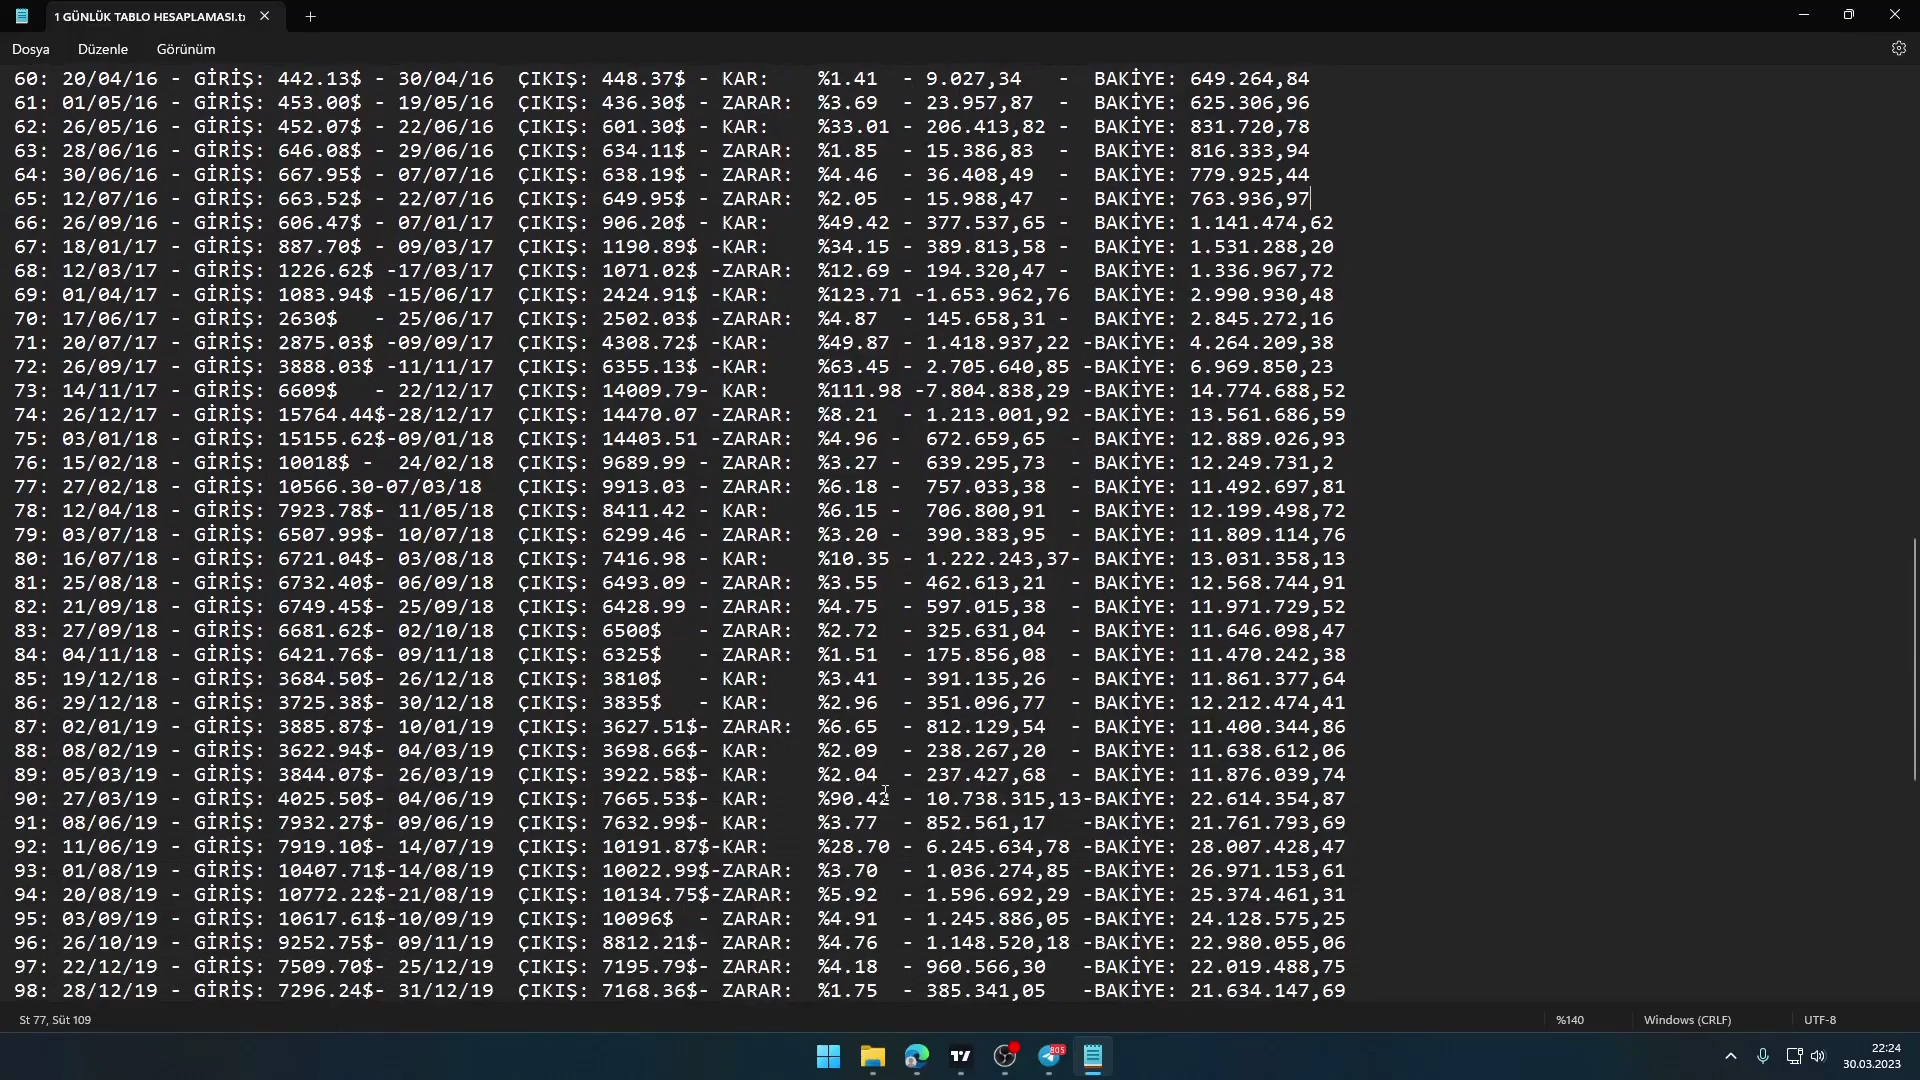 1 GÜNLÜK TABLO HESAPLAMASI.tx
Dosya Düzenle Görünüm
60: 20/04/16 - GİRİŞ: 442.13$ - 30/04/16 ÇIKIŞ: 448.37$ - KAR: %1.41 - 9.027,34 - BAKİYE: 649.264,84
61: 01/05/16 - GİRİŞ: 453.00$ - 19/05/16 ÇIKIŞ: 436.30$ - ZARAR: %3.69 - 23.957,87 - BAKİYE: 625.306,96
62: 26/05/16 - GİRİŞ: 452.07$ - 22/06/16 ÇIKIŞ: 601.30$ - KAR: %33.01 - 206.413,82 - BAKİYE: 831.720,78
63: 28/06/16 - GİRİŞ: 646.08$ - 29/06/16 ÇIKIŞ: 634.11$ - ZARAR: %1.85 - 15.386,83 - BAKİYE: 816.333,94
64: 30/06/16 - GİRİŞ: 667.95$ - 07/07/16 ÇIKIŞ: 638.19$ - ZARAR: %4.46 - 36.408,49 - BAKİYE: 779.925,44
65: 12/07/16 - GİRİŞ: 663.52$ - 22/07/16 ÇIKIŞ: 649.95$ - ZARAR: %2.05 - 15.988,47 - BAKİYE: 763.936,97
66: 26/09/16 - GİRİŞ: 606.47$ - 07/01/17 ÇIKIŞ: 906.20$ - KAR: %49.42 - 377.537,65 - BAKİYE: 1.141.474,62
67: 18/01/17 - GİRİŞ: 887.70$ - 09/03/17 ÇIKIŞ: 1190.89$ -KAR: %34.15 - 389.813,58 - BAKİYE: 1.531.288,20
68: 12/03/17 - GİRİŞ: 1226.62$ -17/03/17 ÇIKIŞ: 1071.02$ -ZARAR: %12.69 - 194.320,47 - BAKİYE: 1.336.967,72
69: 01/04/17 - GİRİŞ: 1083.94$ -15/06/17 ÇIKIŞ: 2424.91$ -KAR: %123.71 -1.653.962,76 BAKİYE: 2.990.930,48
70: 17/06/17 - GİRİŞ: 2630$ - 25/06/17 ÇIKIŞ: 2502.03$ -ZARAR: %4.87 - 145.658,31 - BAKİYE: 2.845.272,16
71: 20/07/17 - GİRİŞ: 2875.03$ -09/09/17 ÇIKIŞ: 4308.72$ -KAR: %49.87 - 1.418.937,22 -BAKİYE: 4.264.209,38
72: 26/09/17 - GİRİŞ: 3888.03$ -11/11/17 ÇIKIŞ: 6355.13$ -KAR: %63.45 - 2.705.640,85 -BAKİYE: 6.969.850,23
73: 14/11/17 - GİRİŞ: 6609$ - 22/12/17 ÇIKIŞ: 14009.79- KAR: %111.98 -7.804.838,29 -BAKİYE: 14.774.688,52
74: 26/12/17 - GİRİŞ: 15764.44$-28/12/17 ÇIKIŞ: 14470.07 -ZARAR: %8.21 - 1.213.001,92 -BAKİYE: 13.561.686,59
75: 03/01/18 - GİRİŞ: 15155.62$-09/01/18 ÇIKIŞ: 14403.51 -ZARAR: %4.96 - 672.659,65 - BAKİYE: 12.889.026,93
76: 15/02/18 - GİRİŞ: 10018$ - 24/02/18 ÇIKIŞ: 9689.99 - ZARAR: %3.27 - 639.295,73 - BAKİYE: 12.249.731,2
77: 27/02/18 - GİRİŞ: 10566.30-07/03/18 ÇIKIŞ: 9913.03 - ZARAR: %6.18 - 757.033,38 - BAKİYE: 11.492.697,81
78: 12/04/18 - GİRİŞ: 7923.78$- 11/05/18 ÇIKIŞ: 8411.42 - KAR: %6.15 - 706.800,91 - BAKİYE: 12.199.498,72
79: 03/07/18 - GİRİŞ: 6507.99$- 10/07/18 ÇIKIŞ: 6299.46 - ZARAR: %3.20 - 390.383,95 - BAKİYE: 11.809.114,76
80: 16/07/18 - GİRİŞ: 6721.04$- 03/08/18 ÇIKIŞ: 7416.98 - KAR: %10.35 - 1.222.243,37- BAKİYE: 13.031.358,13
81: 25/08/18 - GİRİŞ: 6732.40$- 06/09/18 ÇIKIŞ: 6493.09 - ZARAR: %3.55 - 462.613,21 - BAKİYE: 12.568.744,91
82: 21/09/18 - GİRİŞ: 6749.45$- 25/09/18 ÇIKIŞ: 6428.99 - ZARAR: %4.75 - 597.015,38 - BAKİYE: 11.971.729,52
83: 27/09/18 - GİRİŞ: 6681.62$- 02/10/18 ÇIKIŞ: 6500$ - ZARAR: %2.72 - 325.631,04 - BAKİYE: 11.646.098,47
84: 04/11/18 - GİRİŞ: 6421.76$- 09/11/18 ÇIKIŞ: 6325$ - ZARAR: %1.51 - 175.856,08 - BAKİYE: 11.470.242,38
85: 19/12/18 - GİRİŞ: 3684.50$- 26/12/18 ÇIKIŞ: 3810$ - KAR: %3.41 - 391.135,26 - BAKİYE: 11.861.377,64
86: 29/12/18 - GİRİŞ: 3725.38$- 30/12/18 ÇIKIŞ: 3835$ - KAR: %2.96 - 351.096,77 - BAKİYE: 12.212.474,41
87: 02/01/19 - GİRİŞ: 3885.87$- 10/01/19 ÇIKIŞ: 3627.51$- ZARAR: %6.65 - 812.129,54 - BAKİYE: 11.400.344,86
88: 08/02/19 - GİRİŞ: 3622.94$- 04/03/19 ÇIKIŞ: 3698.66$- KAR: %2.09 - 238.267,20 - BAKİYE: 11.638.612,06
89: 05/03/19 - GİRİŞ: 3844.07$- 26/03/19 ÇIKIŞ: 3922.58$- KAR: %2.04 - 237.427,68 - BAKİYE: 11.876.039,74
90: 27/03/19 - GİRİŞ: 4025.50$- 04/06/19 ÇIKIŞ: 7665.53$- KAR: %90.42 - 10.738.315,13-BAKİYE: 22.614.354,87
91: 08/06/19 - GİRİŞ: 7932.27$- 09/06/19 ÇIKIŞ: 7632.99$- KAR: %3.77 - 852.561,17 -BAKİYE: 21.761.793,69
92: 11/06/19 - GİRİŞ: 7919.10$- 14/07/19 ÇIKIŞ: 10191.87$-KAR: %28.70 - 6.245.634,78 -BAKİYE: 28.007.428,47
93: 01/08/19 - GİRİŞ: 10407.71$-14/08/19 ÇIKIŞ: 10022.99$-ZARAR: %3.70 - 1.036.274,85 -BAKİYE: 26.971.153,61
94: 20/08/19 - GİRİŞ: 10772.22$-21/08/19 ÇIKIŞ: 10134.75$-ZARAR: %5.92 - 1.596.692,29 -BAKİYE: 25.374.461,31
95: 03/09/19 - GİRİŞ: 10617.61$-10/09/19 ÇIKIŞ: 10096$ - ZARAR: %4.91 - 1.245.886,05 -BAKİYE: 24.128.575,25
96: 26/10/19 - GİRİŞ: 9252.75$- 09/11/19 ÇIKIŞ: 8812.21$- ZARAR: %4.76 - 1.148.520,18 -BAKİYE: 22.980.055,06
97: 22/12/19 - GİRİŞ: 7509.70$- 25/12/19 ÇIKIŞ: 7195.79$- ZARAR: %4.18 - 960.566,30 -BAKİYE: 22.019.488,75
98: 28/12/19 - GİRİŞ: 7296.24$- 31/12/19 ÇIKIŞ: 7168.36$- ZARAR: %1.75 - 385.341,05 -BAKİYE: 21.634.147,69
St 77, Süt 109 %140 Windows (CRLF) UTF-8
805
22:24
30.03.2023